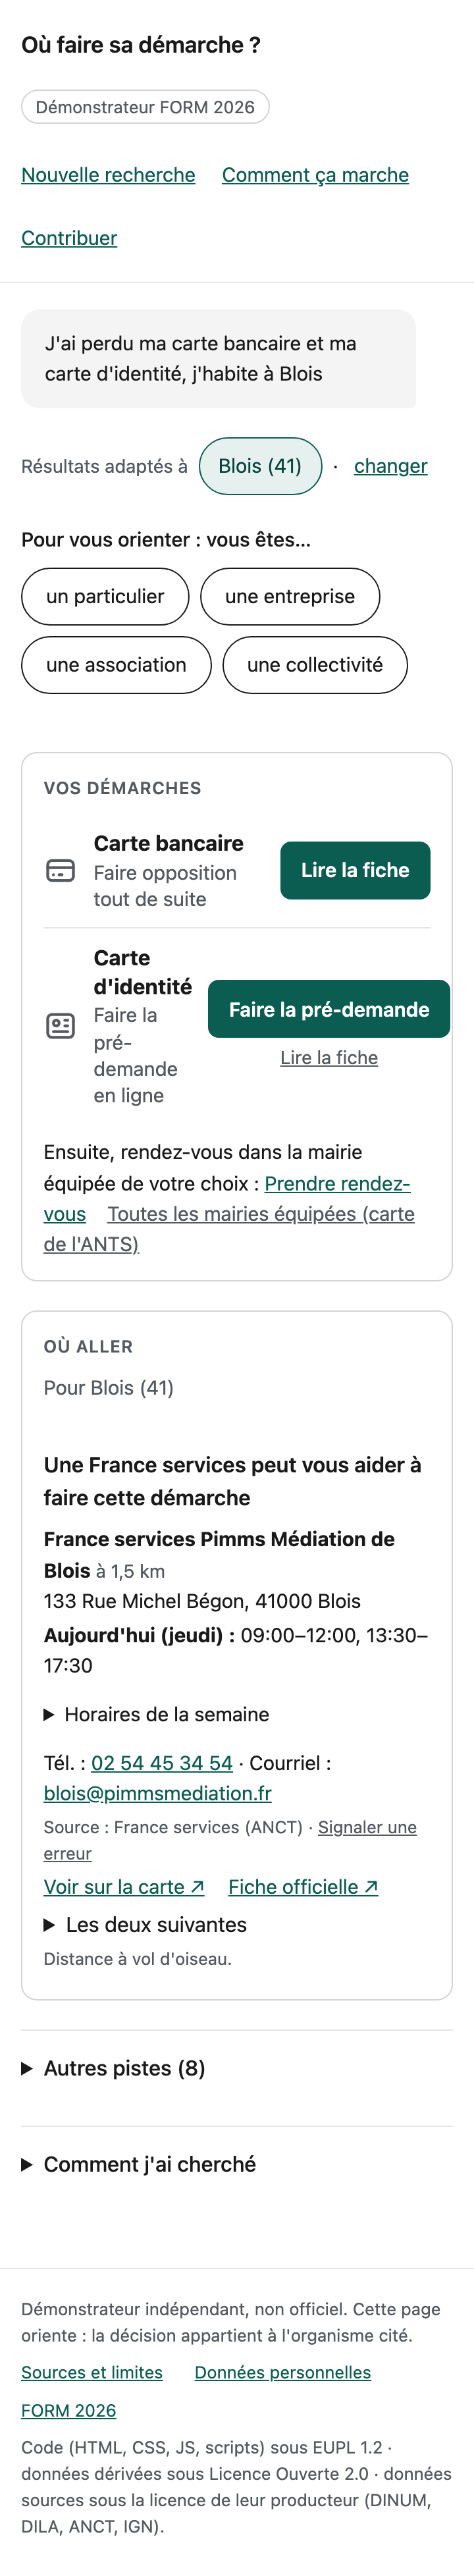 Où faire sa démarche ?
Démonstrateur FORM 2026
Nouvelle recherche Comment ça marche
Contribuer
J'ai perdu ma carte bancaire et ma
carte d'identité, j'habite à Blois
Résultats adaptés à Blois (41) · changer
Pour vous orienter : vous êtes...
un particulier une entreprise
une association une collectivité
VOS DÉMARCHES
Carte bancaire
Faire opposition
tout de suite
Lire la fiche
Carte
d'identité
Faire la
pré-
demande
en ligne
Faire la pré-demande
Lire la fiche
Ensuite, rendez-vous dans la mairie
équipée de votre choix : Prendre rendez-
vous Toutes les mairies équipées (carte
de l'ANTS)
OÙ ALLER
Pour Blois (41)
Une France services peut vous aider à
faire cette démarche
France services Pimms Médiation de
Blois à 1,5 km
133 Rue Michel Bégon, 41000 Blois
Aujourd'hui (jeudi) : 09:00–12:00, 13:30–
17:30
▶ Horaires de la semaine
Tél. : 02 54 45 34 54 · Courriel :
blois@pimmsmediation.fr
Source : France services (ANCT) · Signaler une
erreur
Voir sur la carte ↗ Fiche officielle ↗
▶ Les deux suivantes
Distance à vol d'oiseau.
▶ Autres pistes (8)
▶ Comment j'ai cherché
Démonstrateur indépendant, non officiel. Cette page
oriente : la décision appartient à l'organisme cité.
Sources et limites Données personnelles
FORM 2026
Code (HTML, CSS, JS, scripts) sous EUPL 1.2 ·
données dérivées sous Licence Ouverte 2.0 · données
sources sous la licence de leur producteur (DINUM,
DILA, ANCT, IGN).